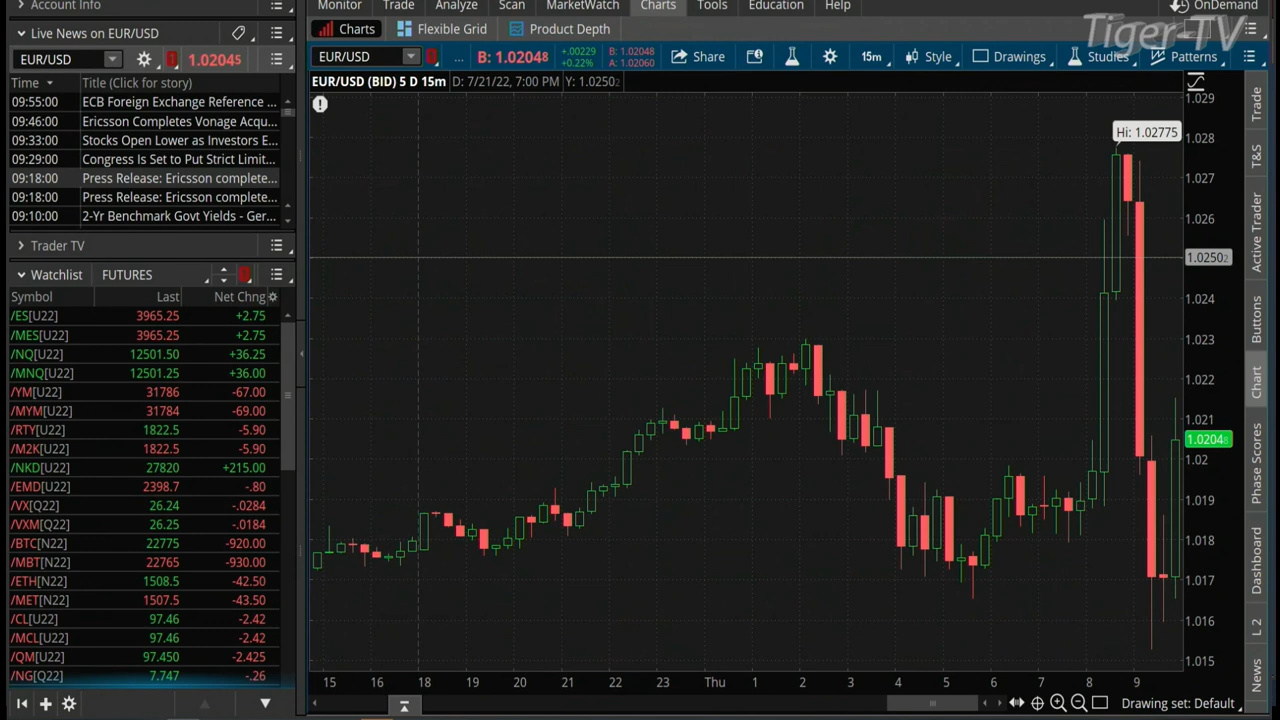 Account Info
Monitor Trade Analyze Scan MarketWatch Charts Tools Education Help OnDemand
Tiger-TV
Live News on EUR/USD
Charts Flexible Grid Product Depth
EUR/USD 1.02045
EUR/USD ... B: 1.02048 +0.00229 +0.22% B: 1.02048 A: 1.02060 Share 15m Style Drawings Studies Patterns
EUR/USD (BID) 5 D 15m D: 7/21/22, 7:00 PM Y: 1.02502
Time Title (Click for story)
09:55:00 ECB Foreign Exchange Reference ...
09:46:00 Ericsson Completes Vonage Acqu...
09:33:00 Stocks Open Lower as Investors E...
09:29:00 Congress Is Set to Put Strict Limit...
09:18:00 Press Release: Ericsson complete...
09:18:00 Press Release: Ericsson complete...
09:10:00 2-Yr Benchmark Govt Yields - Ger...
Trader TV
Watchlist FUTURES
Symbol Last Net Chng
/ES[U22] 3965.25 +2.75
/MES[U22] 3965.25 +2.75
/NQ[U22] 12501.50 +36.25
/MNQ[U22] 12501.25 +36.00
/YM[U22] 31786 -67.00
/MYM[U22] 31784 -69.00
/RTY[U22] 1822.5 -5.90
/M2K[U22] 1822.5 -5.90
/NKD[U22] 27820 +215.00
/EMD[U22] 2398.7 -.80
/VX[Q22] 26.24 -.0284
/VXM[Q22] 26.25 -.0184
/BTC[N22] 22775 -920.00
/MBT[N22] 22765 -930.00
/ETH[N22] 1508.5 -42.50
/MET[N22] 1507.5 -43.50
/CL[U22] 97.46 -2.42
/MCL[U22] 97.46 -2.42
/QM[U22] 97.450 -2.425
/NG[Q22] 7.747 -.26
Hi: 1.02775
1.029
1.028
1.027
1.026
1.02502
1.024
1.023
1.022
1.021
1.02048
1.02
1.019
1.018
1.017
1.016
1.015
15 16 18 19 20 21 22 23 Thu 1 2 3 4 5 6 7 8 9
Drawing set: Default
Trade
T&S
Active Trader
Buttons
Chart
Phase Scores
Dashboard
L 2
News